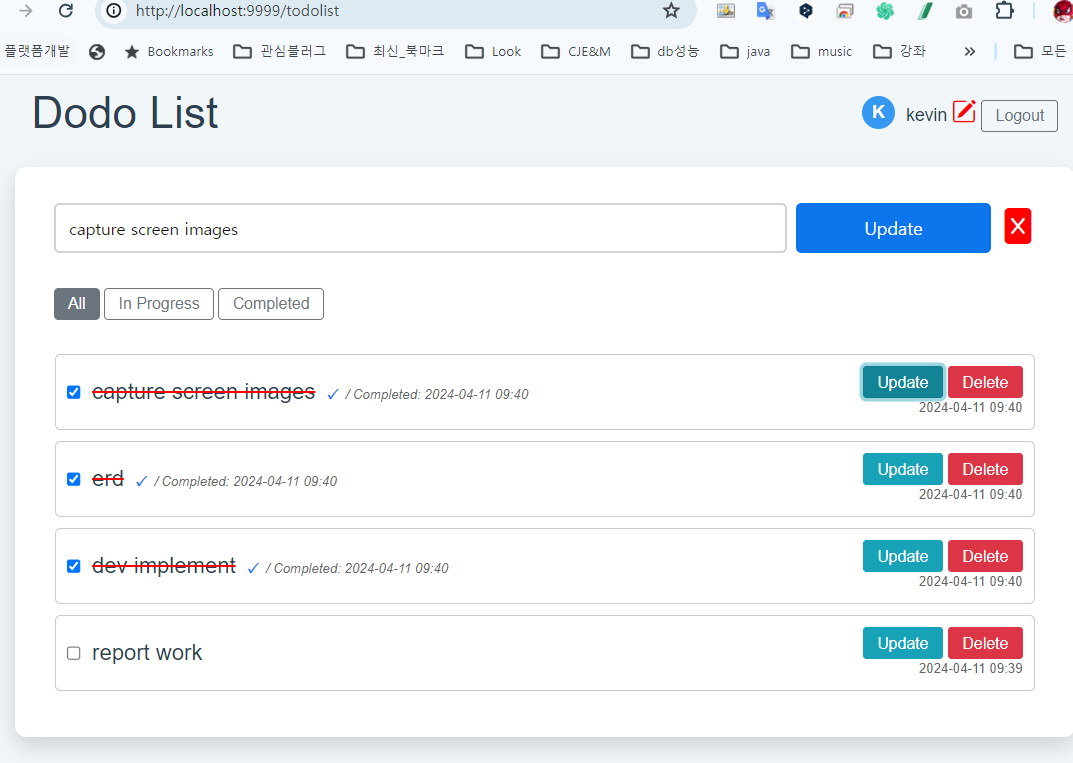 http://localhost:9999/todolist
플랫폼개발 Bookmarks 관심블러그 최신_북마크 Look CJE&M db성능 java music 강좌 » 모든
Dodo List
K kevin Logout
capture screen images Update X
All In Progress Completed
capture screen images ✓ / Completed: 2024-04-11 09:40 Update Delete
2024-04-11 09:40
erd ✓ / Completed: 2024-04-11 09:40 Update Delete
2024-04-11 09:40
dev implement ✓ / Completed: 2024-04-11 09:40 Update Delete
2024-04-11 09:40
report work Update Delete
2024-04-11 09:39